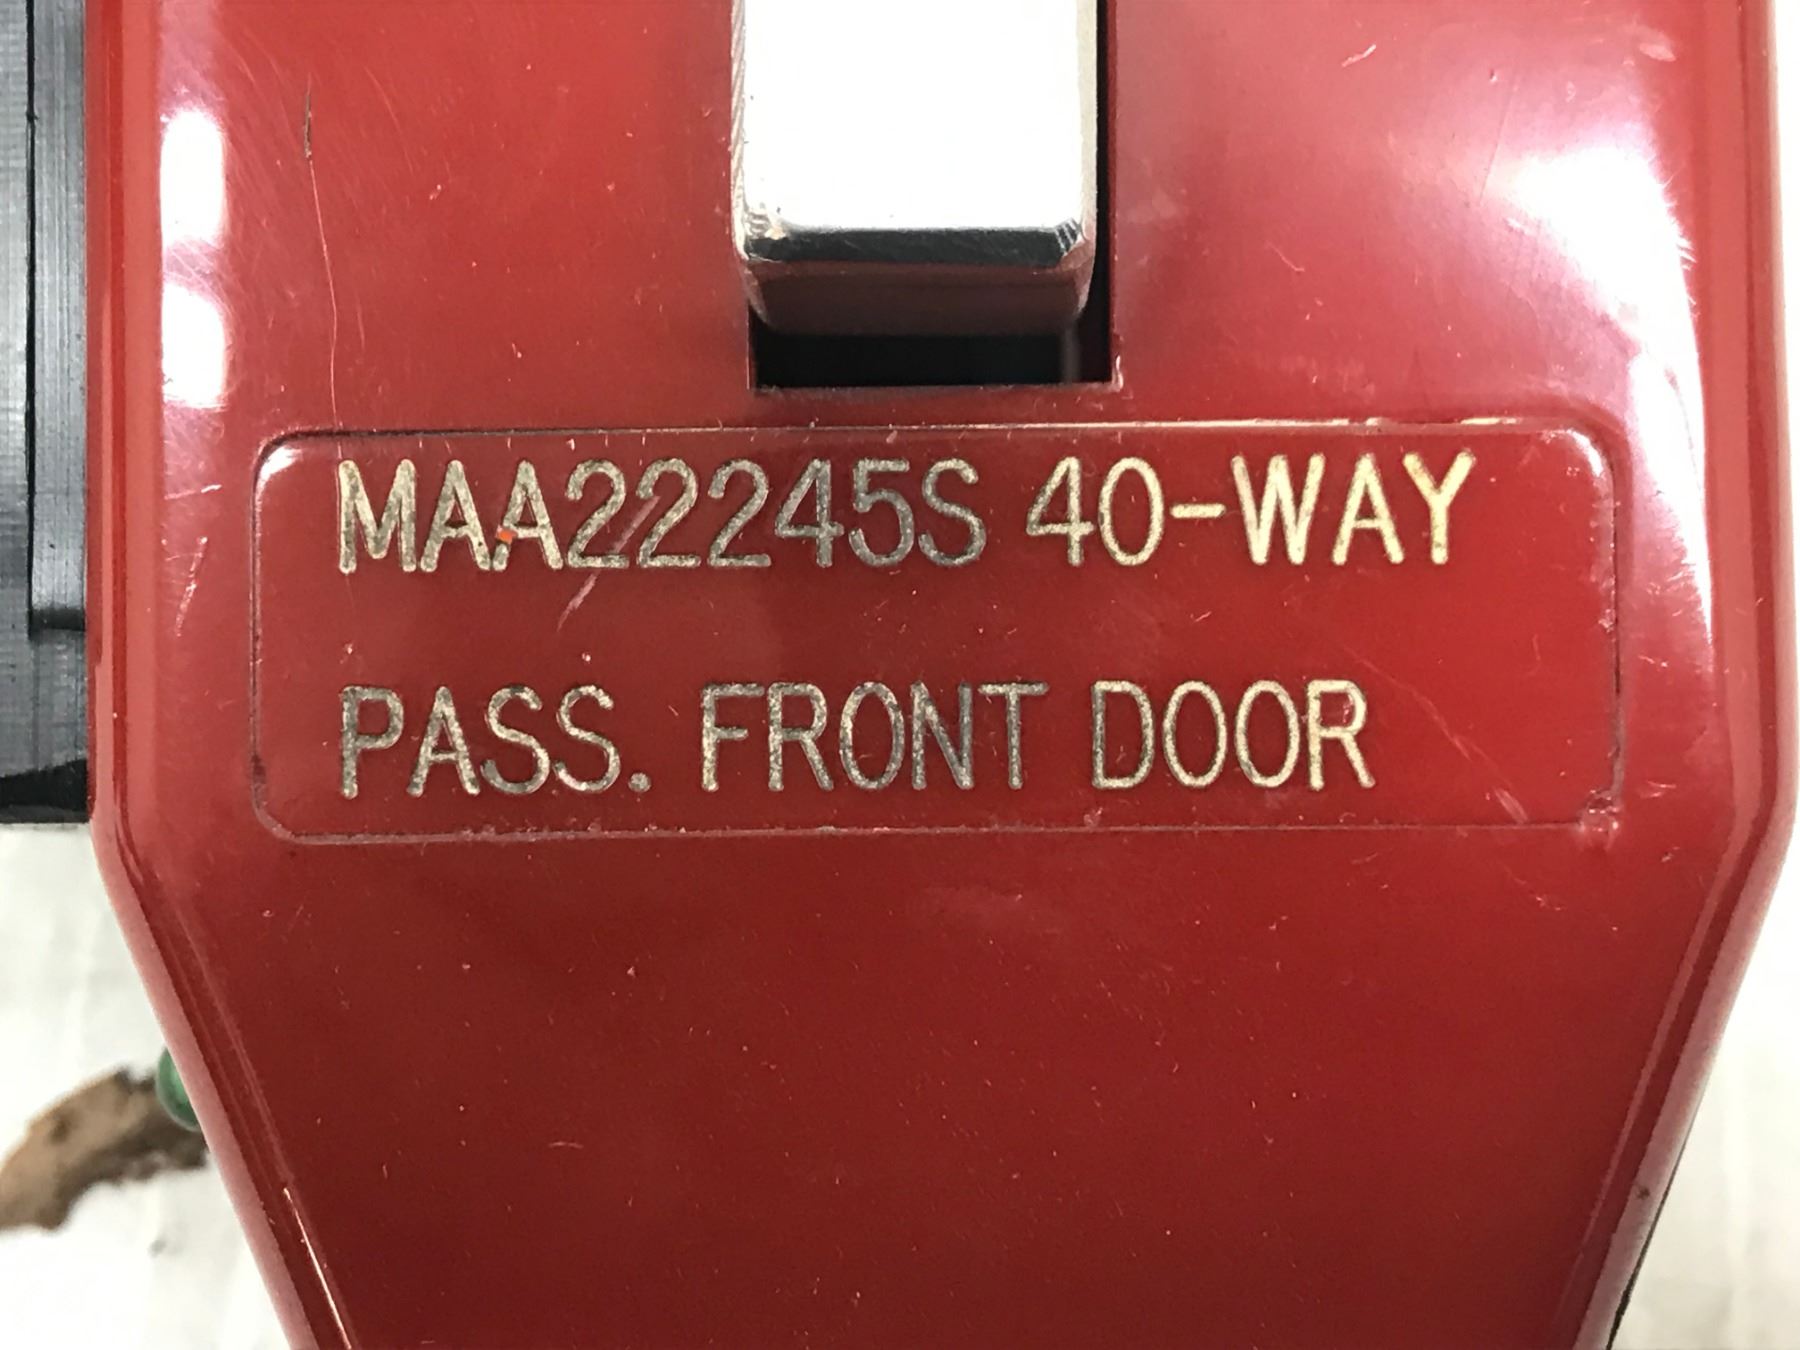 MAA22245S 40-WAY
PASS. FRONT DOOR